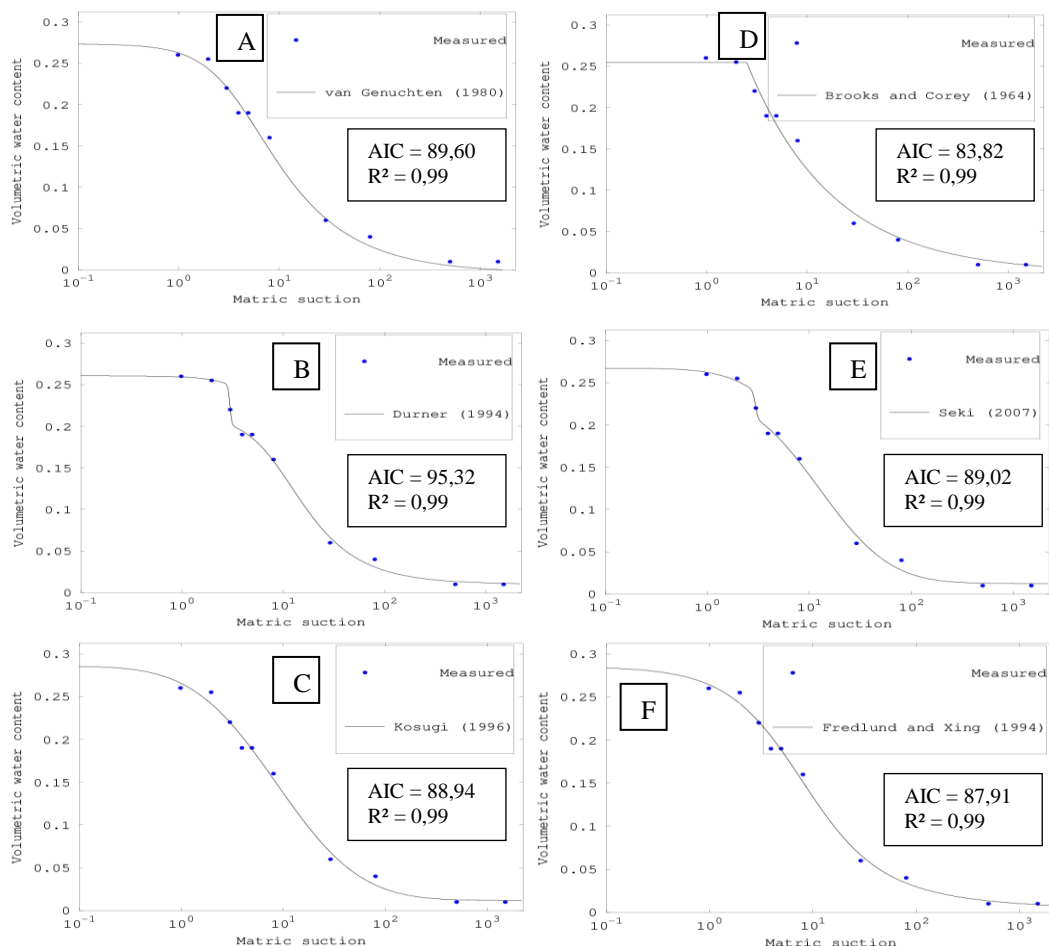 A
Measured
van Genuchten (1980)
AIC = 89,60
R² = 0,99
Volumetric water content
0.3
0.25
0.2
0.15
0.1
0.05
0
10⁻¹ 10⁰ 10¹ 10² 10³
Matric suction
D
Measured
Brooks and Corey (1964)
AIC = 83,82
R² = 0,99
Volumetric water content
0.3
0.25
0.2
0.15
0.1
0.05
0
10⁻¹ 10⁰ 10¹ 10² 10³
Matric suction
B
Measured
Durner (1994)
AIC = 95,32
R² = 0,99
Volumetric water content
0.3
0.25
0.2
0.15
0.1
0.05
0
10⁻¹ 10⁰ 10¹ 10² 10³
Matric suction
E
Measured
Seki (2007)
AIC = 89,02
R² = 0,99
Volumetric water content
0.3
0.25
0.2
0.15
0.1
0.05
0
10⁻¹ 10⁰ 10¹ 10² 10³
Matric suction
C
Measured
Kosugi (1996)
AIC = 88,94
R² = 0,99
Volumetric water content
0.3
0.25
0.2
0.15
0.1
0.05
0
10⁻¹ 10⁰ 10¹ 10² 10³
Matric suction
F
Measured
Fredlund and Xing (1994)
AIC = 87,91
R² = 0,99
Volumetric water content
0.3
0.25
0.2
0.15
0.1
0.05
0
10⁻¹ 10⁰ 10¹ 10² 10³
Matric suction